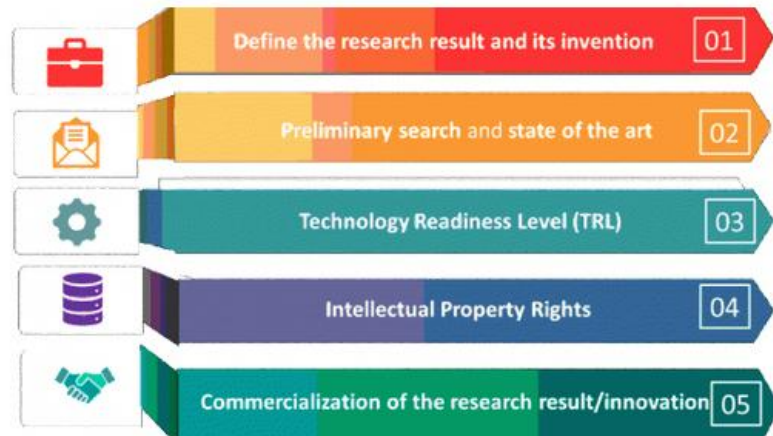 Define the research result and its invention 01
Preliminary search and state of the art 02
Technology Readiness Level (TRL) 03
Intellectual Property Rights 04
Commercialization of the research result/innovation 05